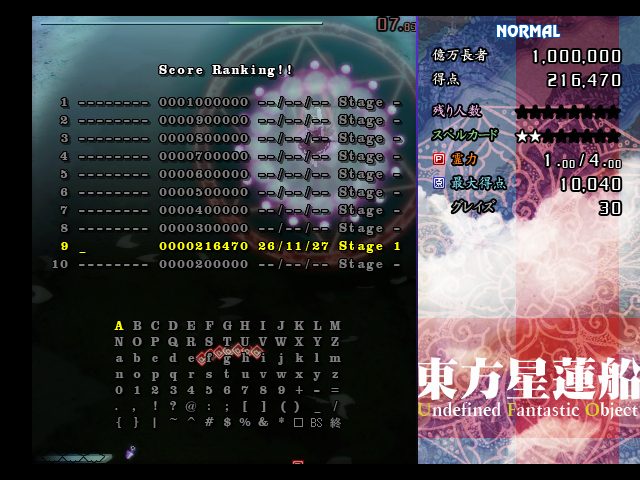 07.83
Score Ranking!!
1 -------- 0001000000 --/--/-- Stage -
2 -------- 0000900000 --/--/-- Stage -
3 -------- 0000800000 --/--/-- Stage -
4 -------- 0000700000 --/--/-- Stage -
5 -------- 0000600000 --/--/-- Stage -
6 -------- 0000500000 --/--/-- Stage -
7 -------- 0000400000 --/--/-- Stage -
8 -------- 0000300000 --/--/-- Stage -
9 _ 0000216470 26/11/27 Stage 1
10 -------- 0000200000 --/--/-- Stage -
A B C D E F G H I J K L M
N O P Q R S T U V W X Y Z
a b c d e f g h i j k l m
n o p q r s t u v w x y z
0 1 2 3 4 5 6 7 8 9 + - =
. , ! ? @ : ; [ ] ( ) _ /
{ } | ~ ^ # $ % & * □ BS 終
NORMAL
億万長者 1,000,000
得点 216,470
残り人数 ★★★★★★★★
スペルカード ★★★★★★★★
P 霊力 1.00/4.00
点 最大得点 10,040
グレイズ 30
東方星蓮船
Undefined Fantastic Object